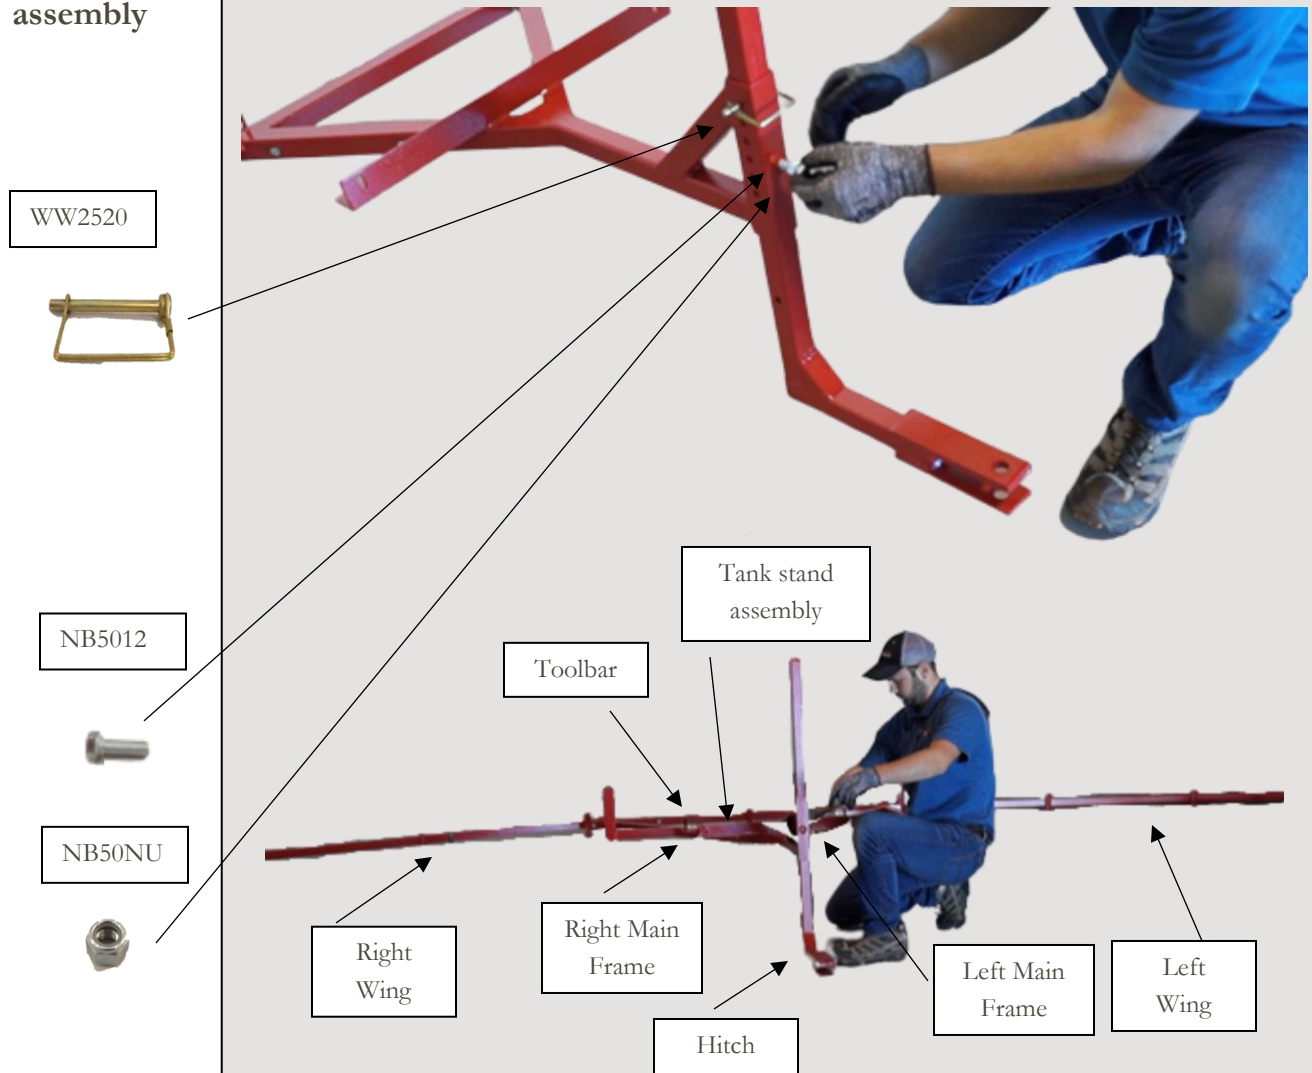 assembly
WW2520
NB5012
NB50NU
Tank stand
assembly
Toolbar
Right
Wing
Right Main
Frame
Hitch
Left Main
Frame
Left
Wing